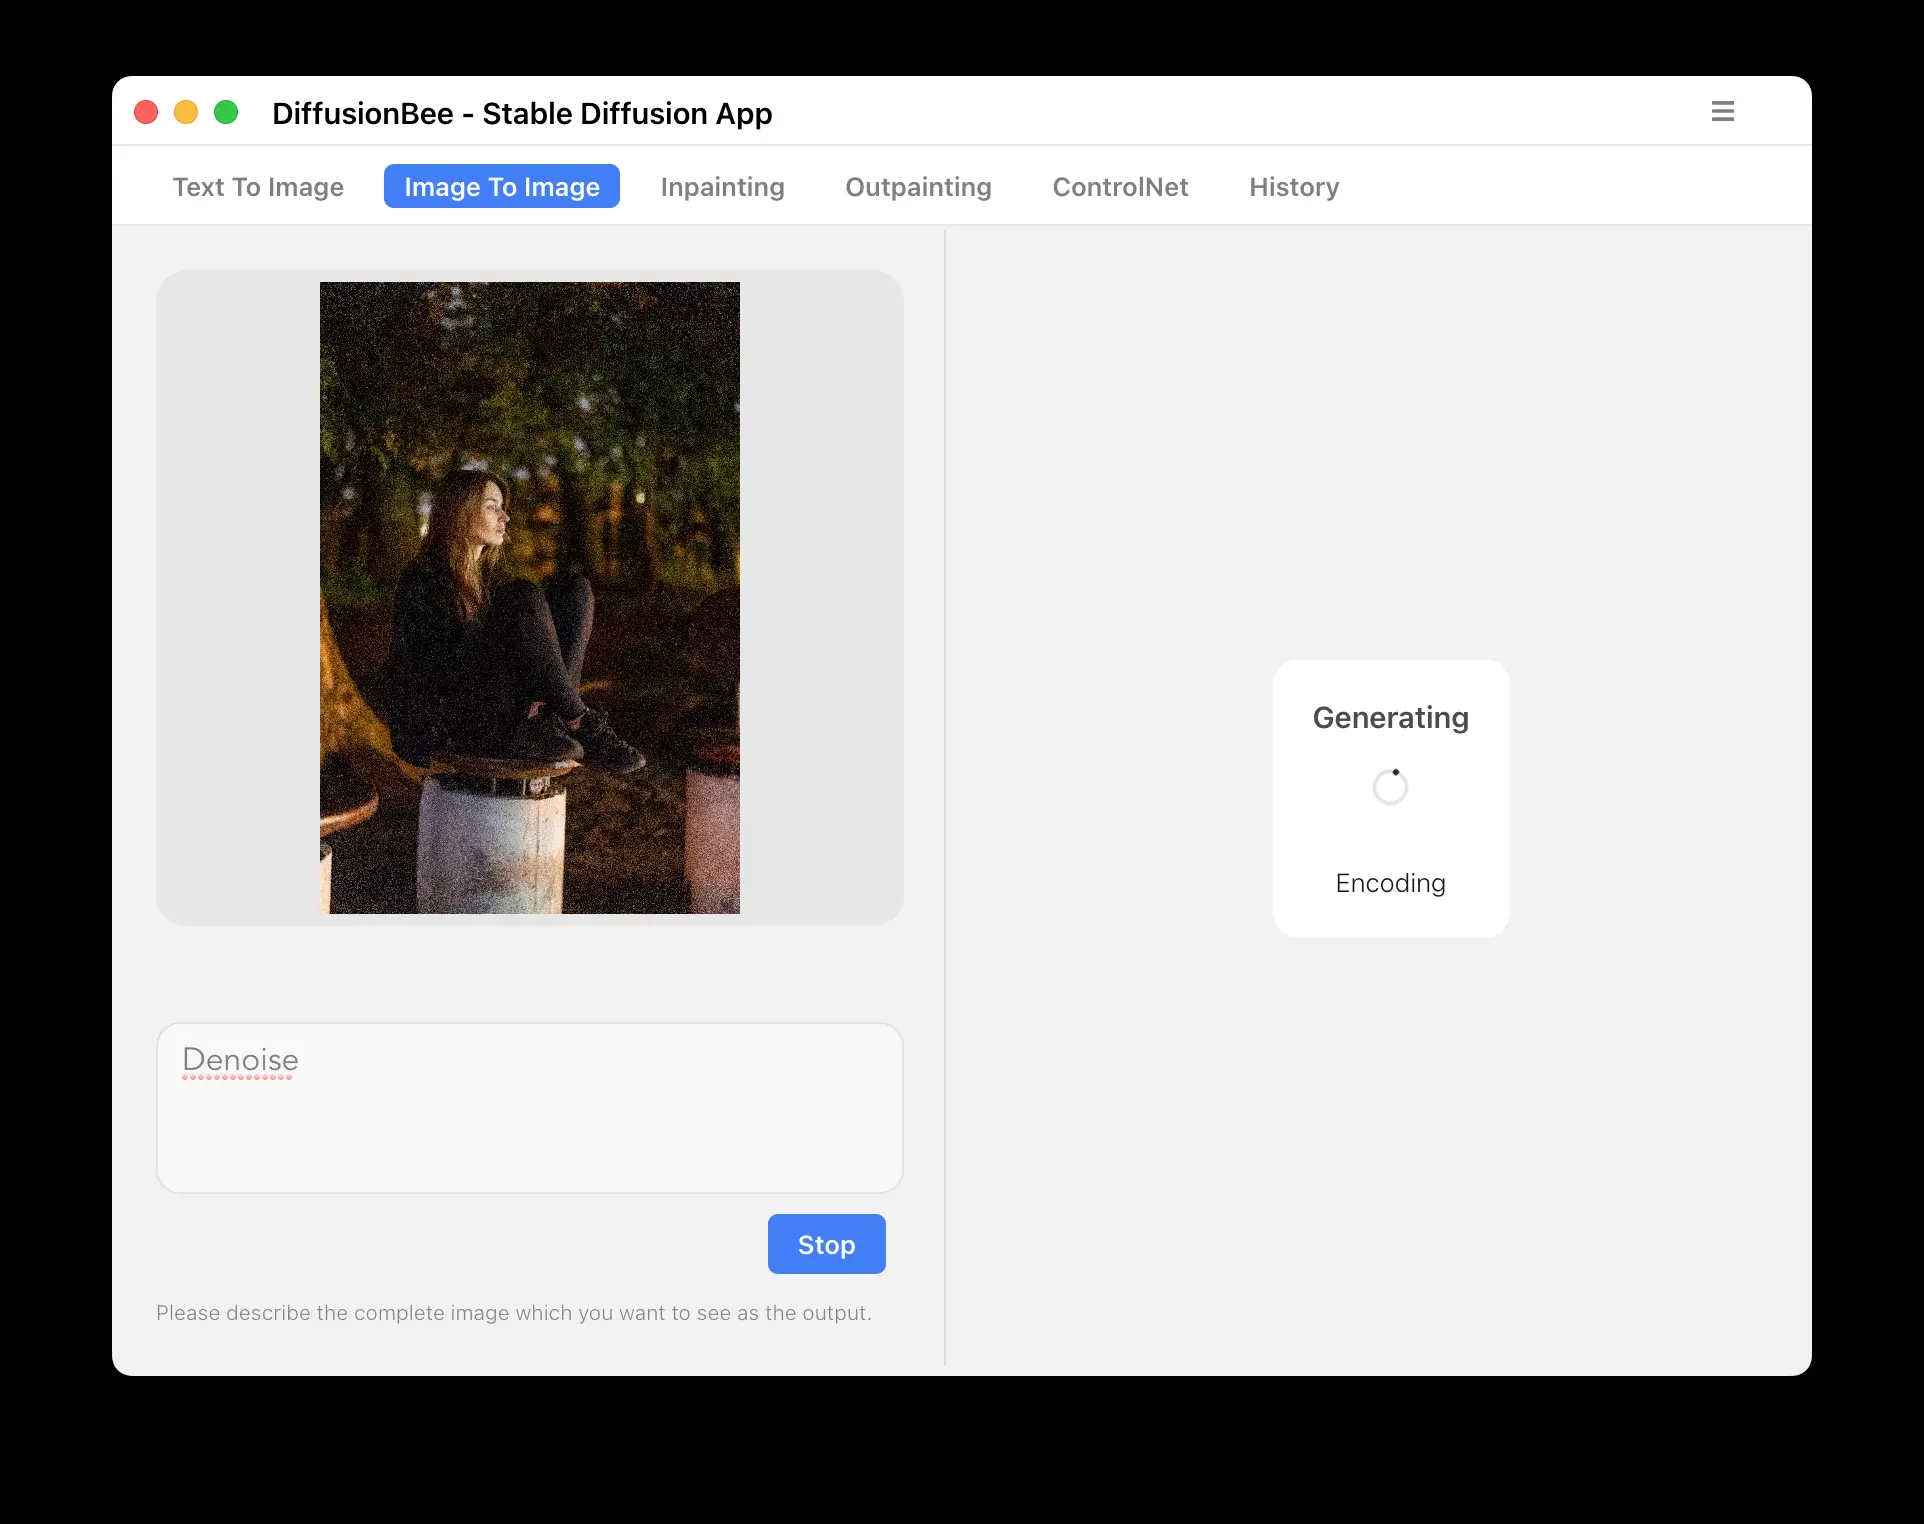 DiffusionBee - Stable Diffusion App
Text To Image Image To Image Inpainting Outpainting ControlNet History
Generating
Encoding
Denoise
Stop
Please describe the complete image which you want to see as the output.